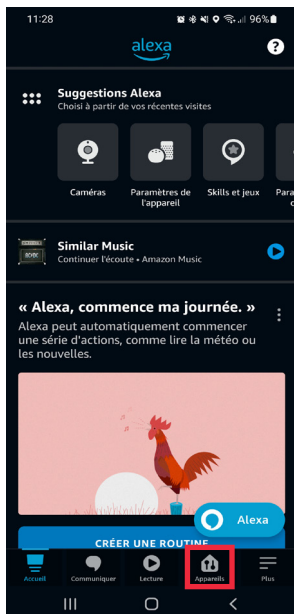 11:28
96%
alexa
?
Suggestions Alexa
Choisi à partir de vos récentes visites
Caméras
Paramètres de
l'appareil
Skills et jeux
Para
Similar Music
Continuer l'écoute • Amazon Music
« Alexa, commence ma journée. »
Alexa peut automatiquement commencer
une série d'actions, comme lire la météo ou
les nouvelles.
Alexa
CRÉER UNE ROUTINE
Accueil
Communiquer
Lecture
Appareils
Plus